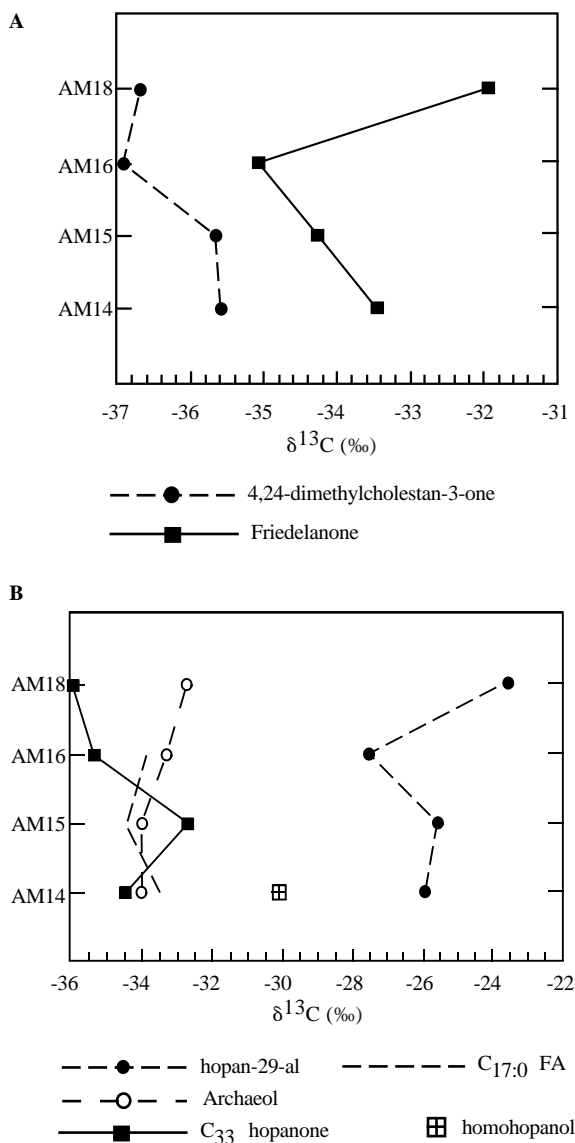 A
AM18
AM16
AM15
AM14
-37 -36 -35 -34 -33 -32 -31
δ¹³C (‰)
4,24-dimethylcholestan-3-one
Friedelanone
B
AM18
AM16
AM15
AM14
-36 -34 -32 -30 -28 -26 -24 -22
δ¹³C (‰)
hopan-29-al C₁₇:₀ FA
Archaeol
C₃₃ hopanone homohopanol